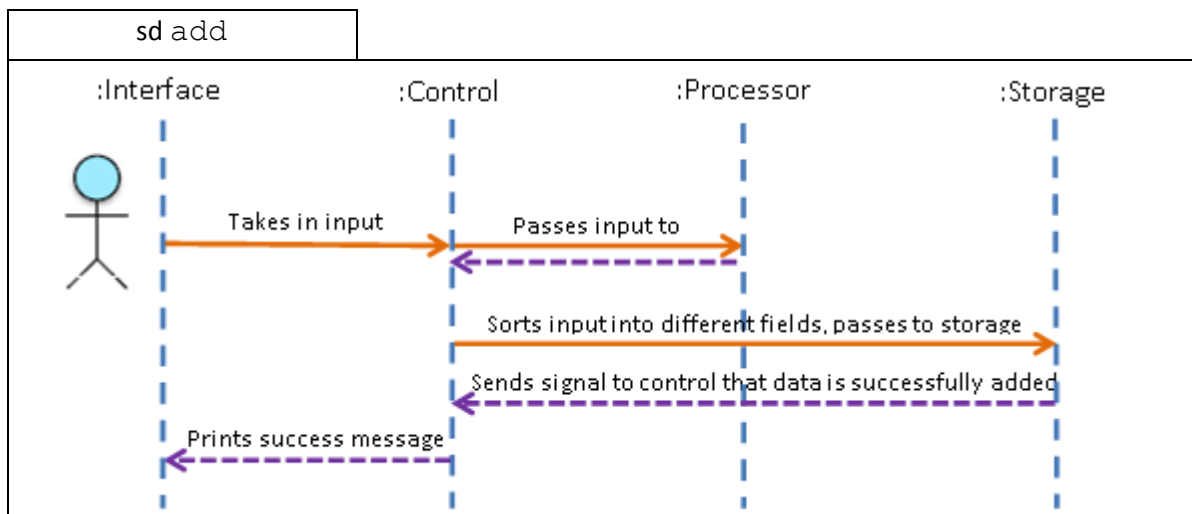 sd add
:Interface
:Control
:Processor
:Storage
Takes in input
Passes input to
Sorts input into different fields, passes to storage
Sends signal to control that data is successfully added
Prints success message